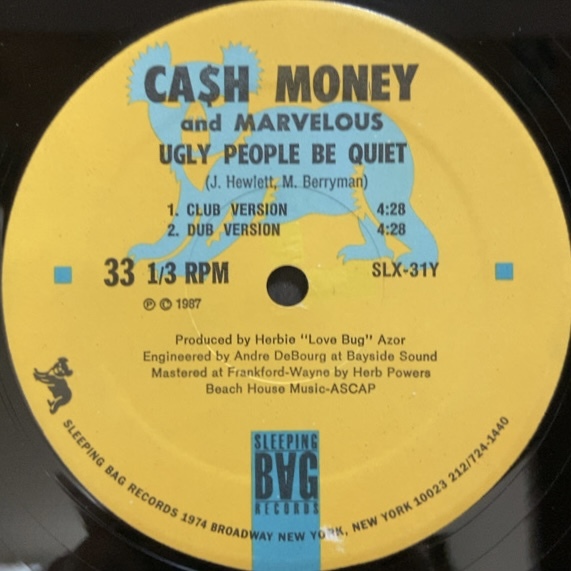 CA$H MONEY
and MARVELOUS
UGLY PEOPLE BE QUIET
(J. Hewlett, M. Berryman)
1. CLUB VERSION 4:28
2. DUB VERSION 4:28
33 1/3 RPM SLX-31Y
℗ © 1987
Produced by Herbie "Love Bug" Azor
Engineered by Andre DeBourg at Bayside Sound
Mastered at Frankford-Wayne by Herb Powers
Beach House Music-ASCAP
SLEEPING
BAG
RECORDS
SLEEPING BAG RECORDS 1974 BROADWAY NEW YORK, NEW YORK 10023 212/724-1440